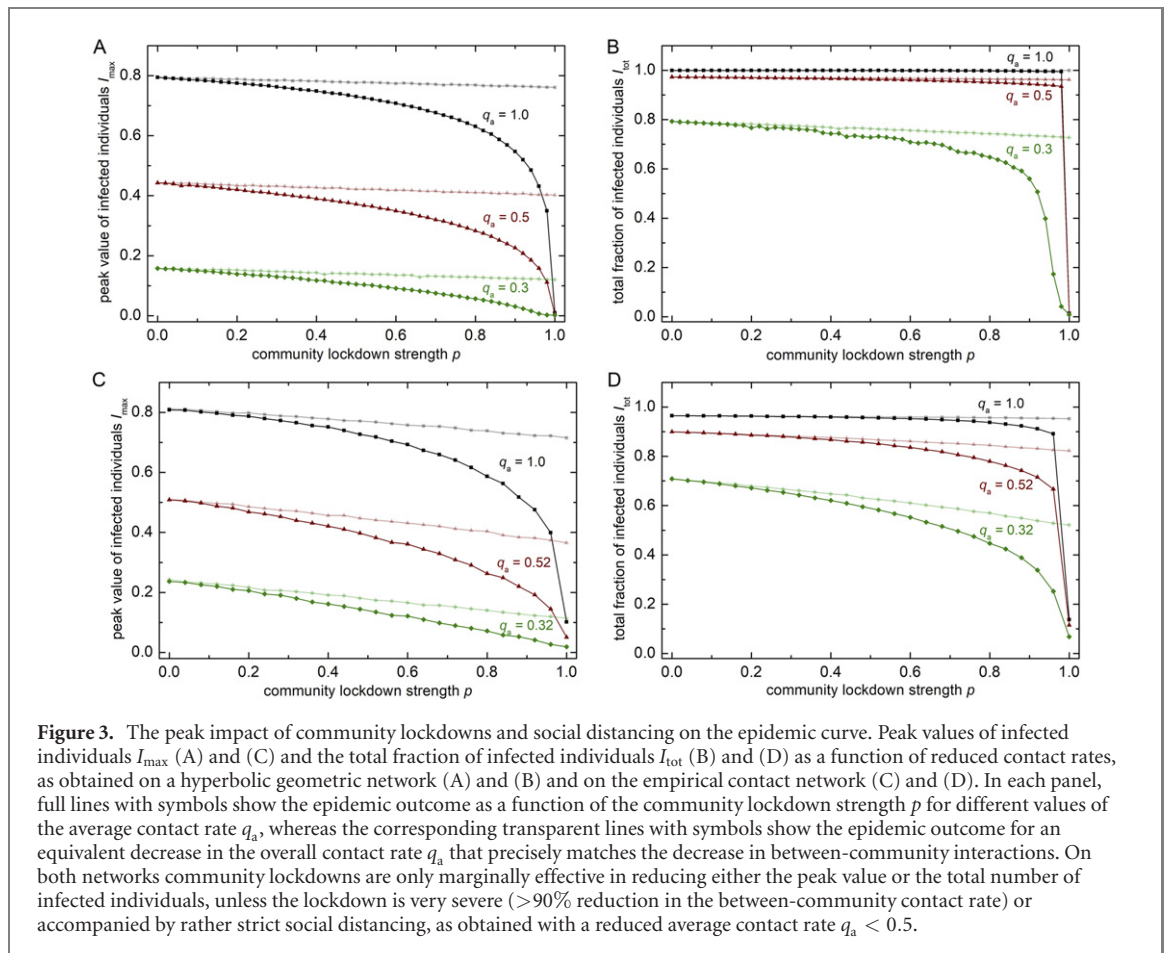 A
peak value of infected individuals I_max
0.8
0.6
0.4
0.2
0.0
q_a = 1.0
q_a = 0.5
q_a = 0.3
0.0 0.2 0.4 0.6 0.8 1.0
community lockdown strength p
B
total fraction of infected individuals I_tot
1.0
0.8
0.6
0.4
0.2
0.0
q_a = 1.0
q_a = 0.5
q_a = 0.3
0.0 0.2 0.4 0.6 0.8 1.0
community lockdown strength p
C
peak value of infected individuals I_max
0.8
0.6
0.4
0.2
0.0
q_a = 1.0
q_a = 0.52
q_a = 0.32
0.0 0.2 0.4 0.6 0.8 1.0
community lockdown strength p
D
total fraction of infected individuals I_tot
1.0
0.8
0.6
0.4
0.2
0.0
q_a = 1.0
q_a = 0.52
q_a = 0.32
0.0 0.2 0.4 0.6 0.8 1.0
community lockdown strength p
Figure 3. The peak impact of community lockdowns and social distancing on the epidemic curve. Peak values of infected
individuals I_max (A) and (C) and the total fraction of infected individuals I_tot (B) and (D) as a function of reduced contact rates,
as obtained on a hyperbolic geometric network (A) and (B) and on the empirical contact network (C) and (D). In each panel,
full lines with symbols show the epidemic outcome as a function of the community lockdown strength p for different values of
the average contact rate q_a, whereas the corresponding transparent lines with symbols show the epidemic outcome for an
equivalent decrease in the overall contact rate q_a that precisely matches the decrease in between-community interactions. On
both networks community lockdowns are only marginally effective in reducing either the peak value or the total number of
infected individuals, unless the lockdown is very severe (>90% reduction in the between-community contact rate) or
accompanied by rather strict social distancing, as obtained with a reduced average contact rate q_a < 0.5.